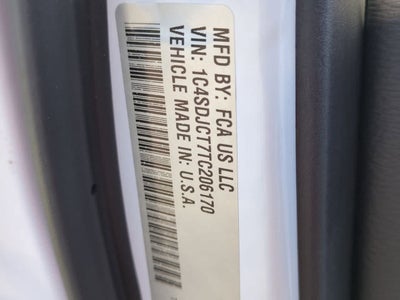 MFD BY: FCA US LLC
VIN: 1C4SDJCT7TC206170
VEHICLE MADE IN: U.S.A.